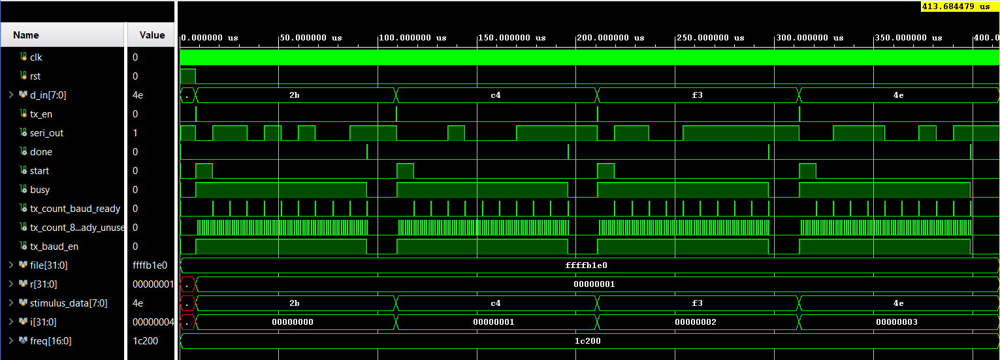 413.684479 us
Name Value
0.000000 us 50.000000 us 100.000000 us 150.000000 us 200.000000 us 250.000000 us 300.000000 us 350.000000 us 400.0
clk 0
rst 0
d_in[7:0] 4e . 2b c4 f3 4e
tx_en 0
seri_out 1
done 0
start 0
busy 0
tx_count_baud_ready 0
tx_count_8...ady_unuse 0
tx_baud_en 0
file[31:0] ffffb1e0 ffffb1e0
r[31:0] 00000001 . 00000001
stimulus_data[7:0] 4e . 2b c4 f3 4e
i[31:0] 00000004 . 00000000 00000001 00000002 00000003
freq[16:0] 1c200 1c200